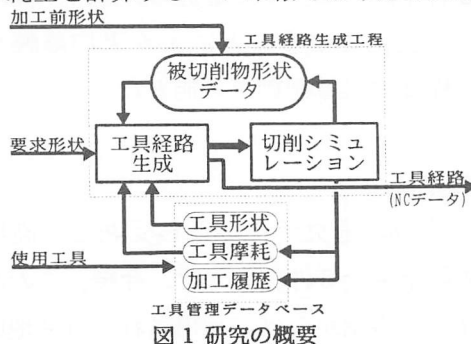 加工前形状
工具経路生成工程
被切削物形状
データ
要求形状
工具経路
生成
切削シミュ
レーション
工具経路
(NCデータ)
工具形状
工具摩耗
加工履歴
使用工具
工具管理データベース
図1 研究の概要